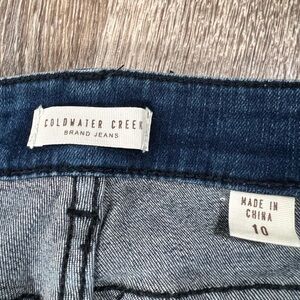 COLDWATER CREEK
BRAND JEANS
MADE IN
CHINA
10